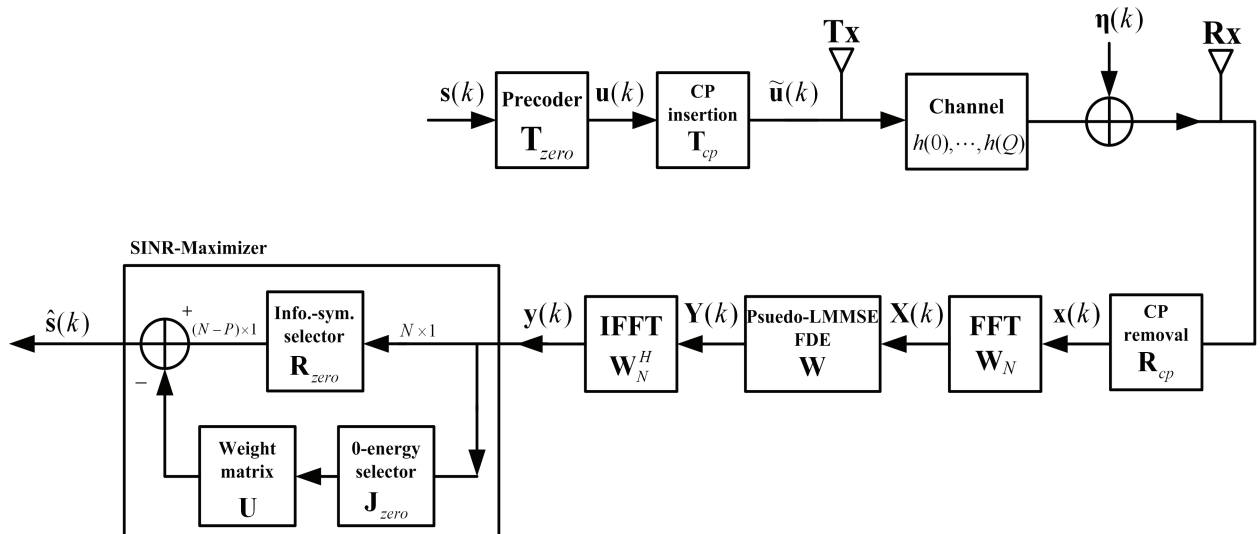 η(k)
Tx
Rx
s(k)
Precoder
T_zero
u(k)
CP
insertion
T_cp
ũ(k)
Channel
h(0),⋯,h(Q)
SINR-Maximizer
ŝ(k)
+
(N−P)×1
−
Info.-sym.
selector
R_zero
N×1
y(k)
IFFT
W_N^H
Y(k)
Psuedo-LMMSE
FDE
W
X(k)
FFT
W_N
x(k)
CP
removal
R_cp
Weight
matrix
U
0-energy
selector
J_zero